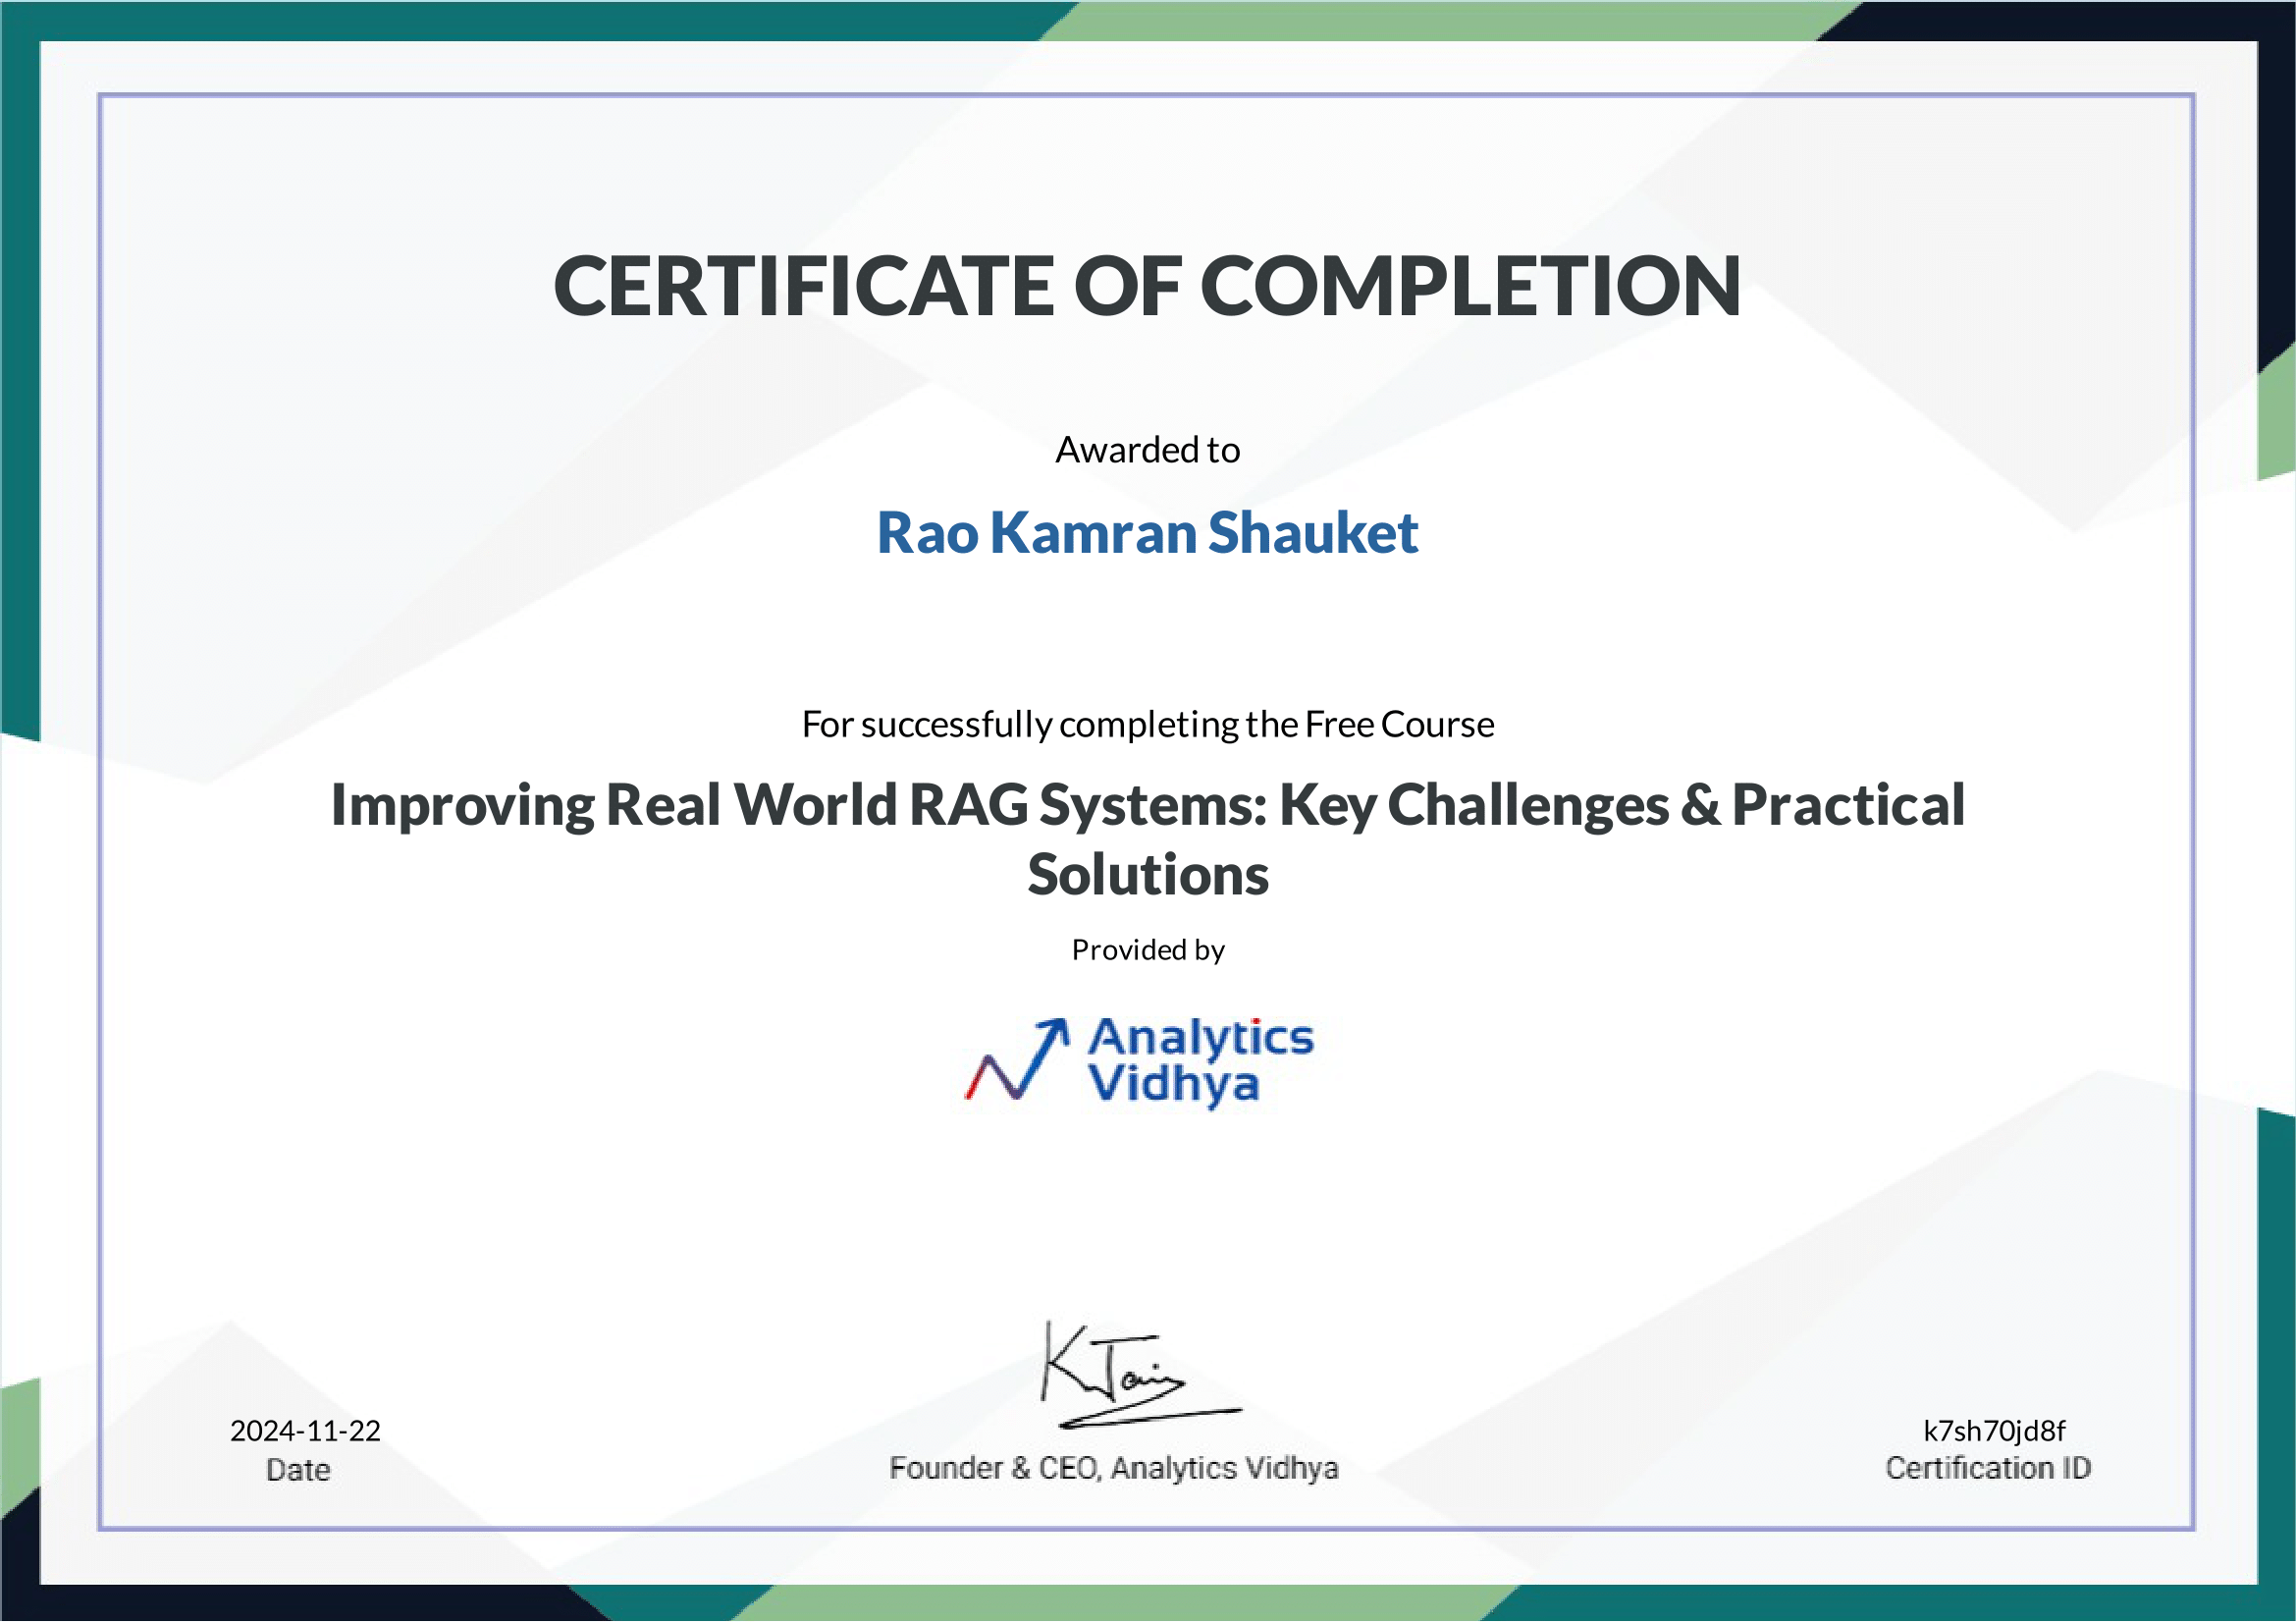 CERTIFICATE OF COMPLETION
Awarded to
Rao Kamran Shauket
For successfully completing the Free Course
Improving Real World RAG Systems: Key Challenges & Practical
Solutions
Provided by
Analytics
Vidhya
KJain
2024-11-22
Date
Founder & CEO, Analytics Vidhya
k7sh70jd8f
Certification ID